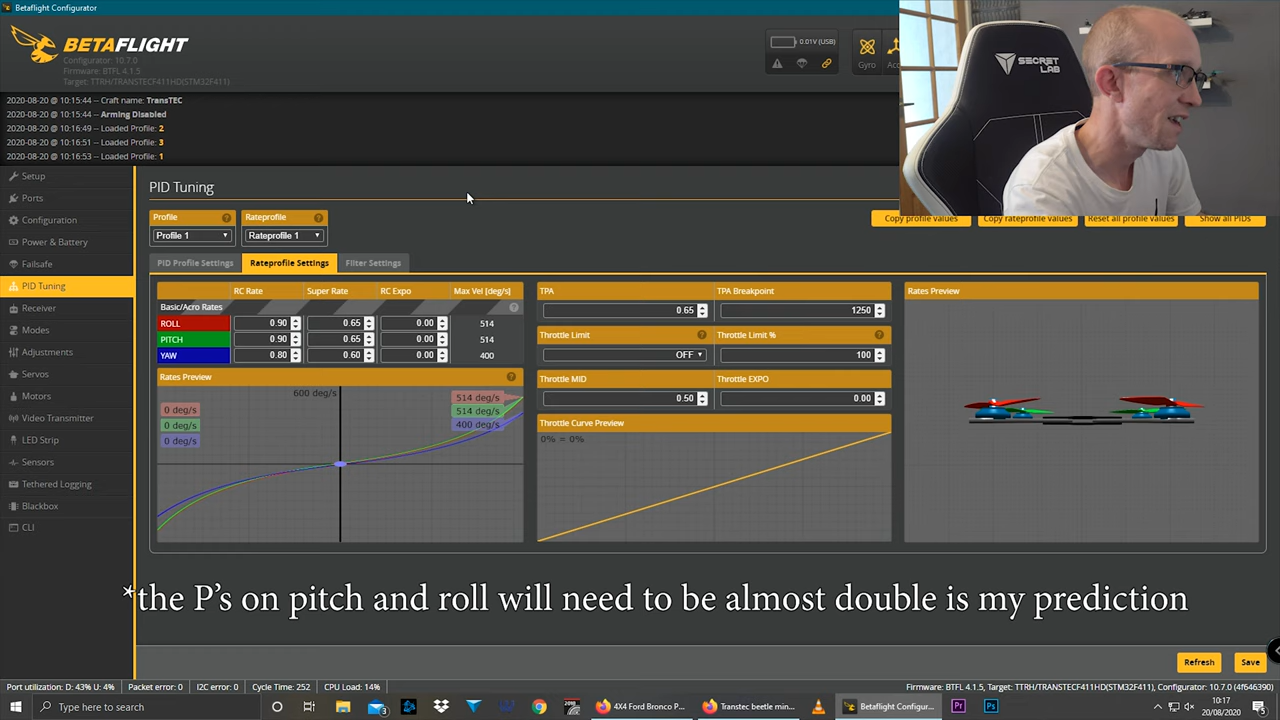 Betaflight Configurator
BETAFLIGHT
Configurator: 10.7.0
Firmware: BTFL 4.1.5
Target: TTRH/TRANSTECF411HD(STM32F411)
0.01V (USB)
Gyro
SECRET
LAB
2020-08-20 @ 10:15:44 -- Craft name: TransTEC
2020-08-20 @ 10:15:44 -- Arming Disabled
2020-08-20 @ 10:16:49 -- Loaded Profile: 2
2020-08-20 @ 10:16:51 -- Loaded Profile: 3
2020-08-20 @ 10:16:53 -- Loaded Profile: 1
Setup
Ports
Configuration
Power & Battery
Failsafe
PID Tuning
Receiver
Modes
Adjustments
Servos
Motors
Video Transmitter
LED Strip
Sensors
Tethered Logging
Blackbox
CLI
PID Tuning
Profile ? Rateprofile ?
Profile 1 Rateprofile 1
Copy profile values Copy rateprofile values Reset all profile values Show all PIDs
PID Profile Settings Rateprofile Settings Filter Settings
RC Rate Super Rate RC Expo Max Vel [deg/s]
Basic/Acro Rates ?
ROLL 0.90 0.65 0.00 514
PITCH 0.90 0.65 0.00 514
YAW 0.80 0.60 0.00 400
Rates Preview ?
600 deg/s
0 deg/s
0 deg/s
0 deg/s
514 deg/s
514 deg/s
400 deg/s
TPA TPA Breakpoint
0.65 1250
Throttle Limit ? Throttle Limit % ?
OFF 100
Throttle MID Throttle EXPO
0.50 0.00
Throttle Curve Preview
0% = 0%
Rates Preview
*the P's on pitch and roll will need to be almost double is my prediction
Refresh Save
Port utilization: D: 43% U: 4% Packet error: 0 I2C error: 0 Cycle Time: 252 CPU Load: 14% Firmware: BTFL 4.1.5, Target: TTRH/TRANSTECF411HD(STM32F411), Configurator: 10.7.0 (4f646390)
Type here to search 4X4 Ford Bronco P... Transtec beetle min... Betaflight Configur... Pr Ps
10:17
20/08/2020